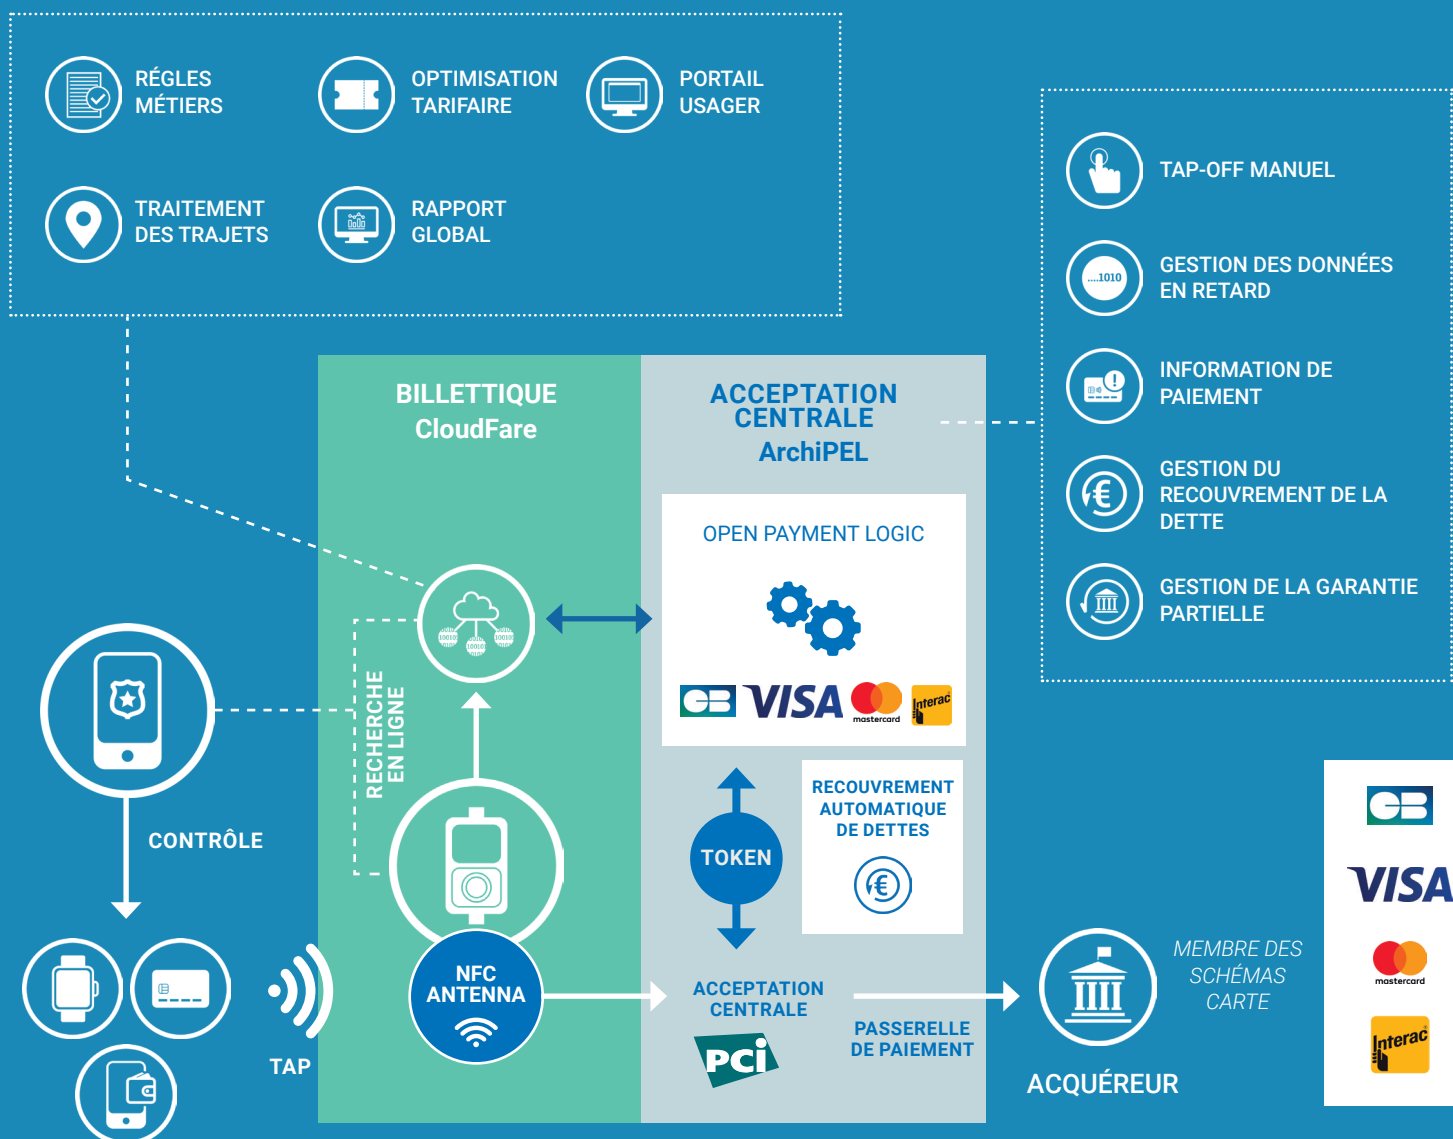 RÉGLES
MÉTIERS
OPTIMISATION
TARIFAIRE
PORTAIL
USAGER
TRAITEMENT
DES TRAJETS
RAPPORT
GLOBAL
TAP-OFF MANUEL
....1010
GESTION DES DONNÉES
EN RETARD
INFORMATION DE
PAIEMENT
GESTION DU
RECOUVREMENT DE LA
DETTE
GESTION DE LA GARANTIE
PARTIELLE
BILLETTIQUE
CloudFare
ACCEPTATION
CENTRALE
ArchiPEL
OPEN PAYMENT LOGIC
CB VISA mastercard Interac
RECHERCHE
EN LIGNE
CONTRÔLE
TAP
NFC
ANTENNA
TOKEN
RECOUVREMENT
AUTOMATIQUE
DE DETTES
€
ACCEPTATION
CENTRALE
PCi
PASSERELLE
DE PAIEMENT
ACQUÉREUR
MEMBRE DES
SCHÉMAS
CARTE
CB
VISA
mastercard
Interac